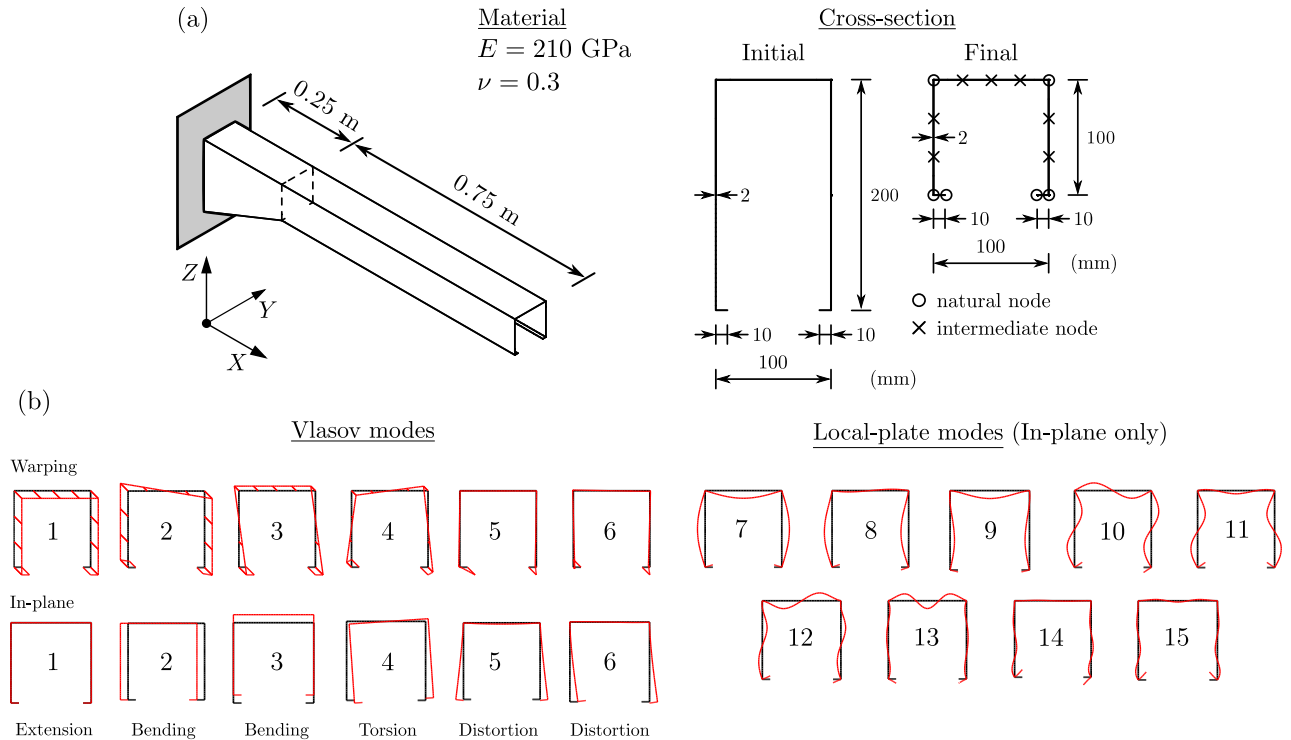 (a)
Material
E = 210 GPa
ν = 0.3
0.25 m
0.75 m
Z
Y
X
Cross-section
Initial
Final
2
200
10
10
100
(mm)
2
100
10
10
100
(mm)
natural node
intermediate node
(b)
Vlasov modes
Warping
1
2
3
4
5
6
In-plane
1
2
3
4
5
6
Extension
Bending
Bending
Torsion
Distortion
Distortion
Local-plate modes (In-plane only)
7
8
9
10
11
12
13
14
15